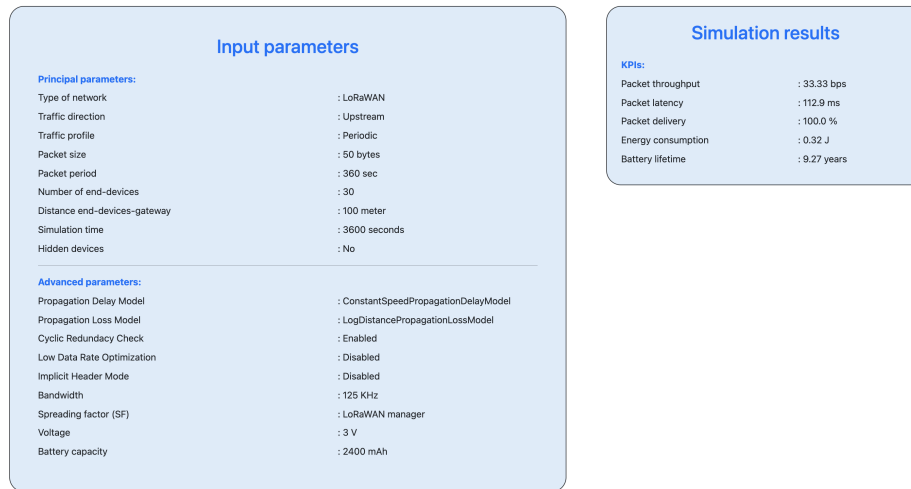 Input parameters
Principal parameters:
Type of network : LoRaWAN
Traffic direction : Upstream
Traffic profile : Periodic
Packet size : 50 bytes
Packet period : 360 sec
Number of end-devices : 30
Distance end-devices-gateway : 100 meter
Simulation time : 3600 seconds
Hidden devices : No
Advanced parameters:
Propagation Delay Model : ConstantSpeedPropagationDelayModel
Propagation Loss Model : LogDistancePropagationLossModel
Cyclic Redundacy Check : Enabled
Low Data Rate Optimization : Disabled
Implicit Header Mode : Disabled
Bandwidth : 125 KHz
Spreading factor (SF) : LoRaWAN manager
Voltage : 3 V
Battery capacity : 2400 mAh
Simulation results
KPIs:
Packet throughput : 33.33 bps
Packet latency : 112.9 ms
Packet delivery : 100.0 %
Energy consumption : 0.32 J
Battery lifetime : 9.27 years